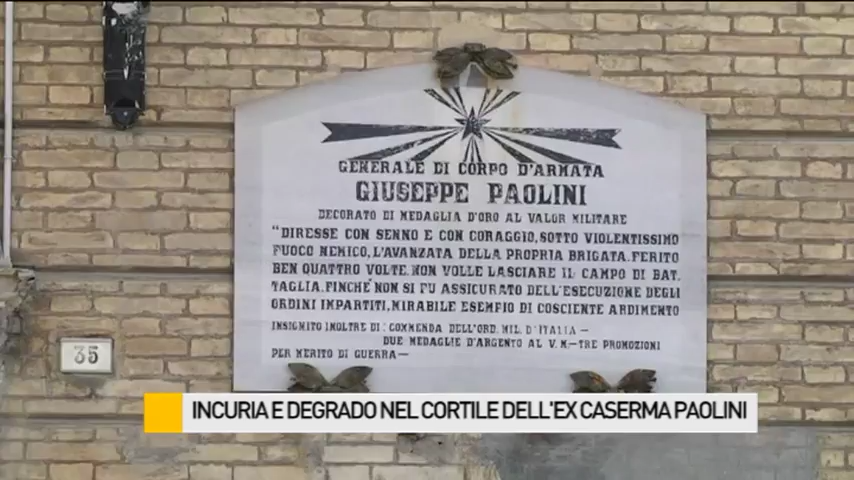 GENERALE DI CORPO D'ARMATA
GIUSEPPE PAOLINI
DECORATO DI MEDAGLIA D'ORO AL VALOR MILITARE
"DIRESSE CON SENNO E CON CORAGGIO, SOTTO VIOLENTISSIMO
FUOCO NEMICO, L'AVANZATA DELLA PROPRIA BRIGATA. FERITO
BEN QUATTRO VOLTE. NON VOLLE LASCIARE IL CAMPO DI BAT.
TAGLIA. FINCHÉ NON SI FU ASSICURATO DELL'ESECUZIONE DEGLI
ORDINI IMPARTITI, MIRABILE ESEMPIO DI COSCIENTE ARDIMENTO
INSIGNITO INOLTRE DI: COMMENDA DELL'ORD. MIL. D'ITALIA—
DUE MEDAGLIE D'ARGENTO AL V. M.—TRE PROMOZIONI
PER MERITO DI GUERRA—
35
INCURIA E DEGRADO NEL CORTILE DELL'EX CASERMA PAOLINI